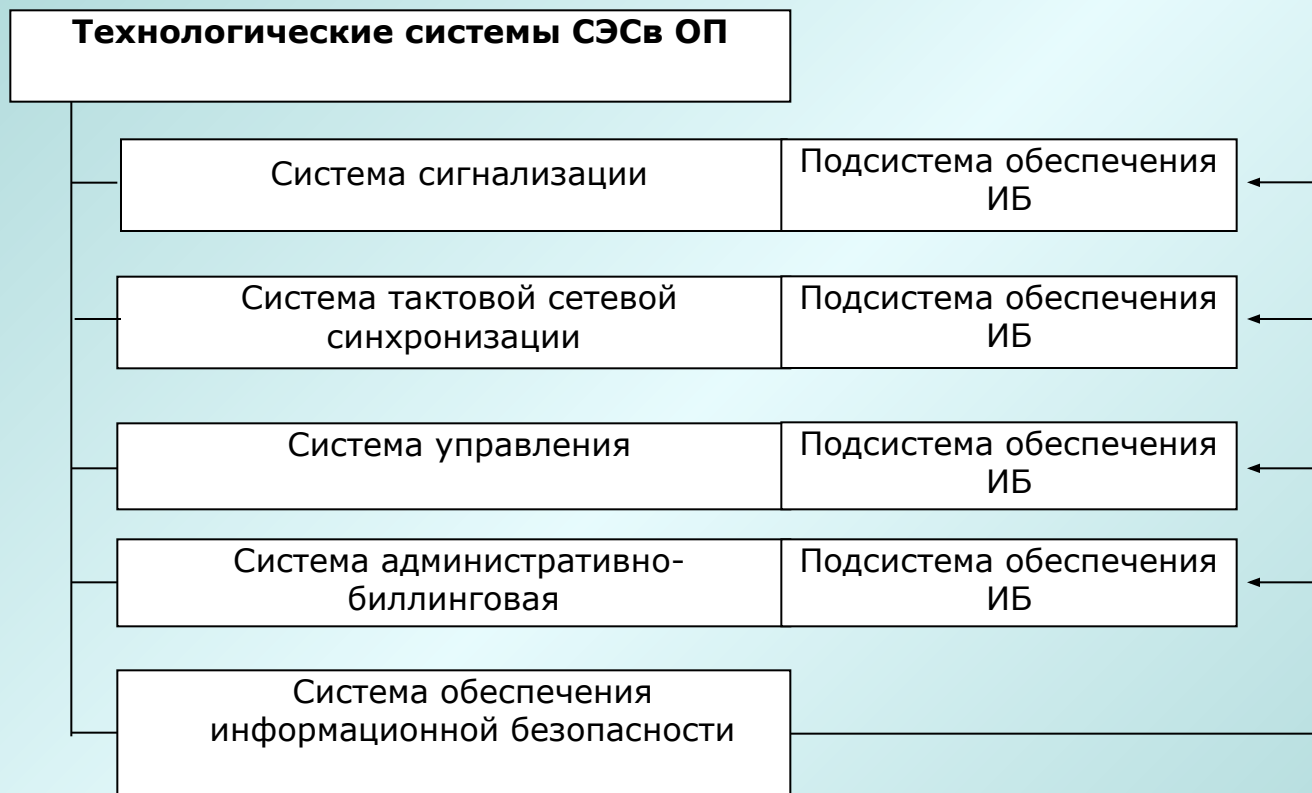 Технологические системы СЭСв ОП
Система сигнализации
Подсистема обеспечения
ИБ
Система тактовой сетевой
синхронизации
Подсистема обеспечения
ИБ
Система управления
Подсистема обеспечения
ИБ
Система административно-
биллинговая
Подсистема обеспечения
ИБ
Система обеспечения
информационной безопасности